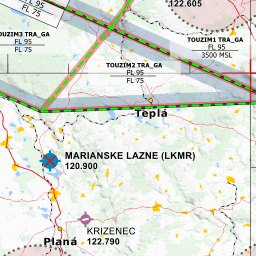 122.605
FL 95
FL 75
TOUZIM3 TRA_GA
FL 95
FL 75
TOUZIM2 TRA_GA
FL 95
FL 75
TOUZIM1 TRA_GA
FL 95
3500 MSL
Teplá
MARIANSKE LAZNE (LKMR)
120.900
KRIZENEC
122.790
Planá